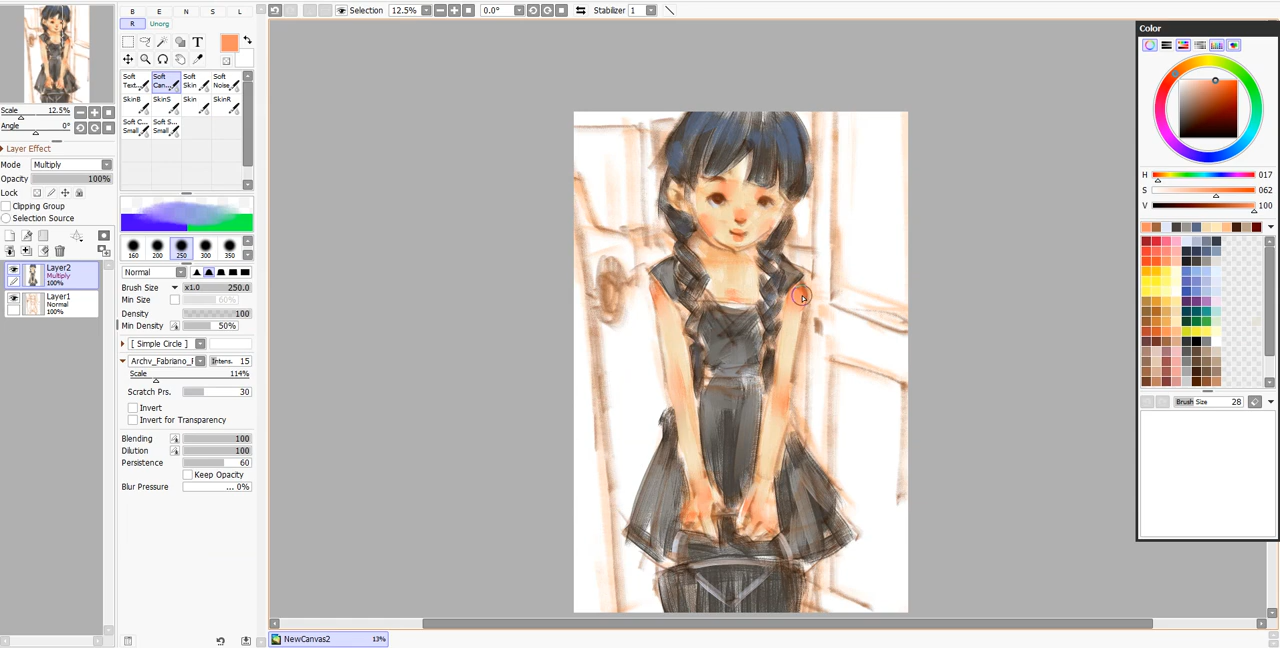 B E N S L
R Unorg
Selection 12.5% 0.0° Stabilizer 1
Color
Scale 12.5%
Angle 0°
Layer Effect
Mode Multiply
Opacity 100%
Lock
Clipping Group
Selection Source
Layer2
Multiply
100%
Layer1
Normal
100%
T
Soft Text... Soft Can... Soft Skin Soft Noise
SkinB SkinS Skin SkinR
Soft C... Small Soft S... Small
160 200 250 300 350
Normal
Brush Size x1.0 250.0
Min Size 60%
Density 100
Min Density 50%
[ Simple Circle ]
Archv_Fabriano_F Intens. 15
Scale 114%
Scratch Prs. 30
Invert
Invert for Transparency
Blending 100
Dilution 100
Persistence 60
Keep Opacity
Blur Pressure ... 0%
H 017
S 062
V 100
Brush Size 28
NewCanvas2 13%